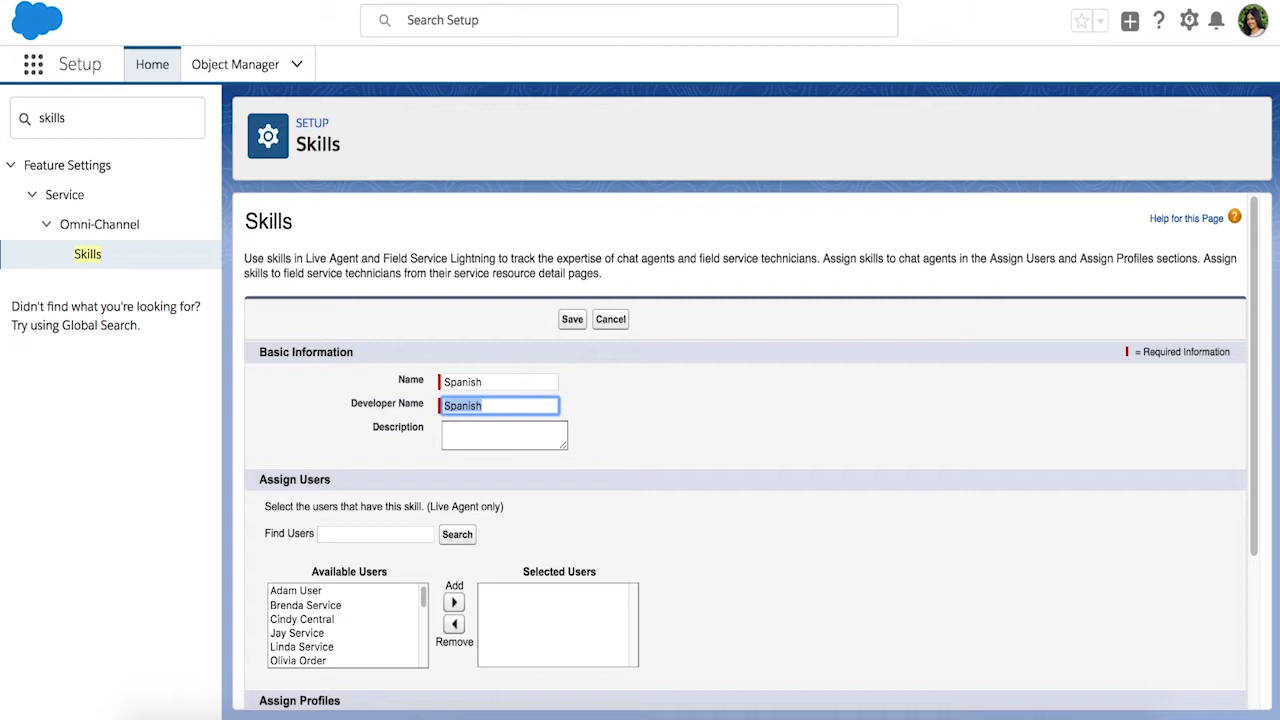 Search Setup
Setup
Home
Object Manager
skills
Feature Settings
Service
Omni-Channel
Skills
Didn't find what you're looking for?
Try using Global Search.
SETUP
Skills
Skills
Help for this Page ?
Use skills in Live Agent and Field Service Lightning to track the expertise of chat agents and field service technicians. Assign skills to chat agents in the Assign Users and Assign Profiles sections. Assign
skills to field service technicians from their service resource detail pages.
Save Cancel
Basic Information
= Required Information
Name Spanish
Developer Name Spanish
Description
Assign Users
Select the users that have this skill. (Live Agent only)
Find Users Search
Available Users
Adam User
Brenda Service
Cindy Central
Jay Service
Linda Service
Olivia Order
Add
Remove
Selected Users
Assign Profiles